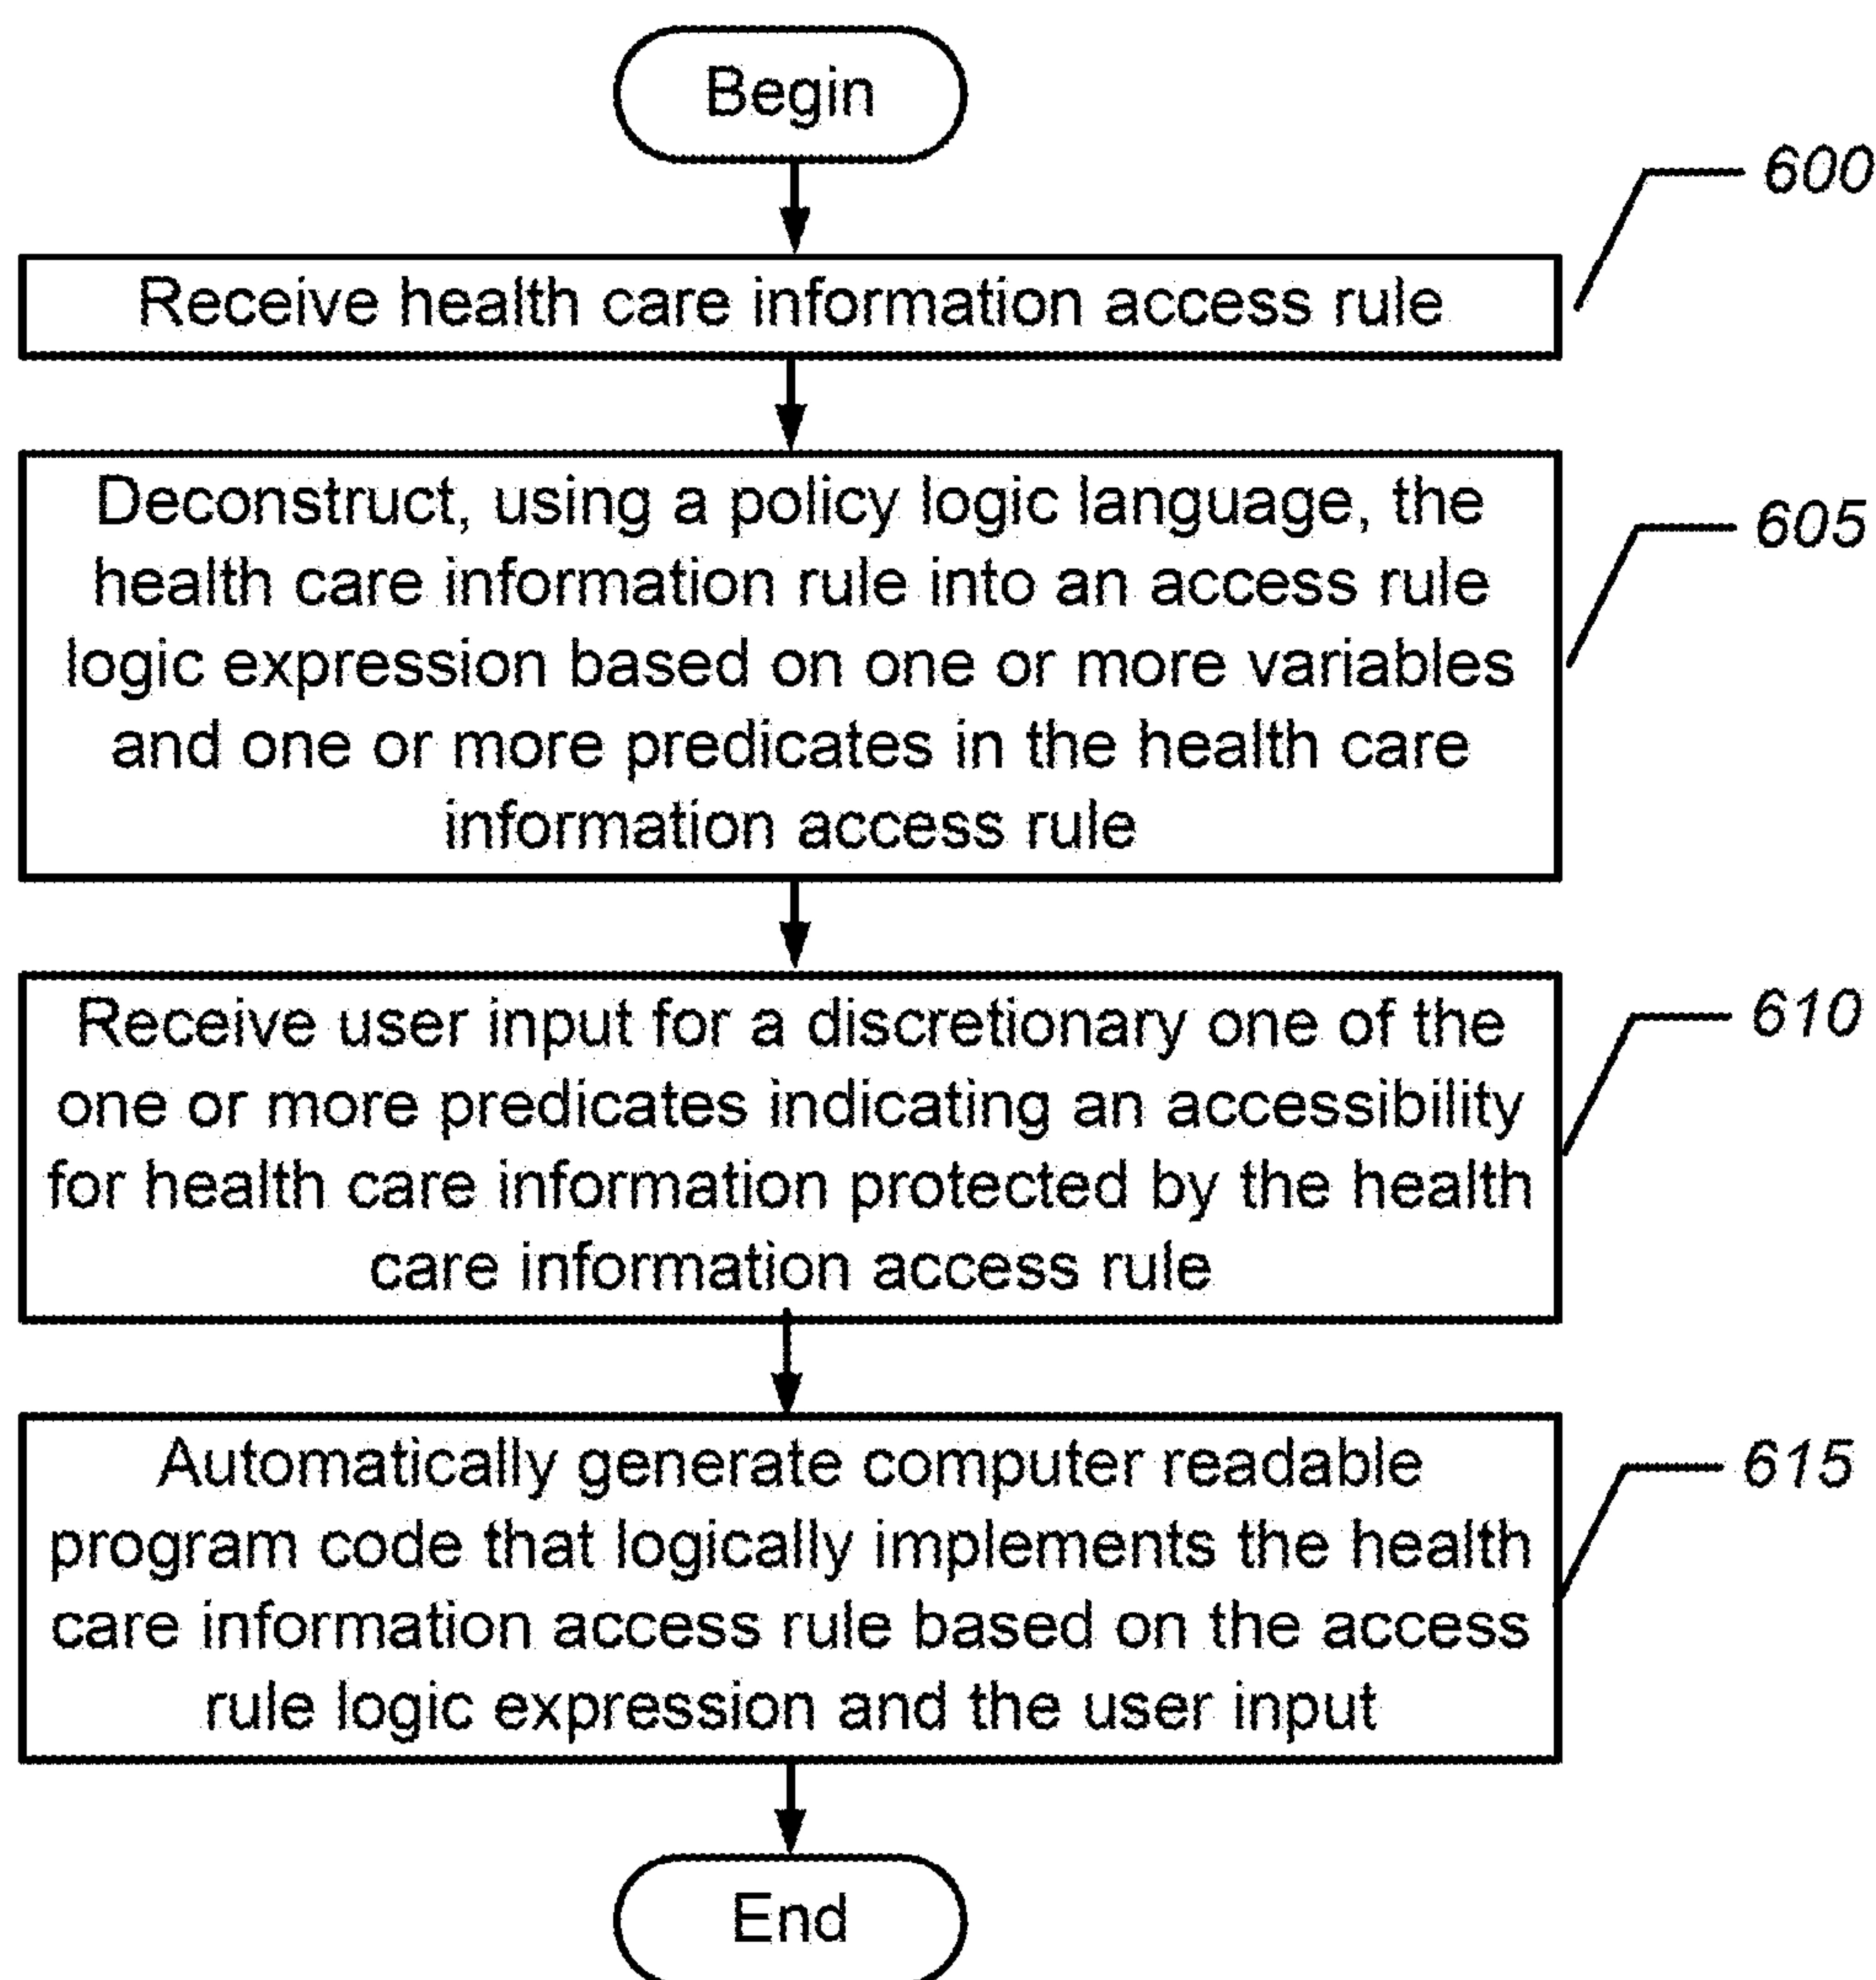 Begin
600
Receive health care information access rule
Deconstruct, using a policy logic language, the
health care information rule into an access rule
logic expression based on one or more variables
and one or more predicates in the health care
information access rule
605
Receive user input for a discretionary one of the
one or more predicates indicating an accessibility
for health care information protected by the health
care information access rule
610
Automatically generate computer readable
program code that logically implements the health
care information access rule based on the access
rule logic expression and the user input
615
End